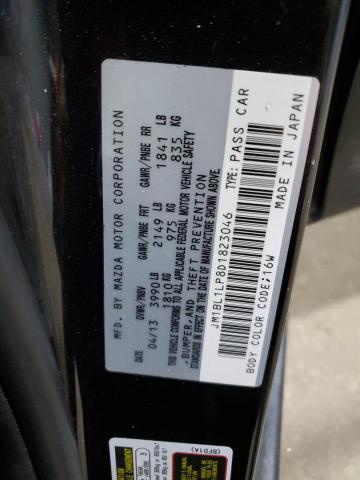 MFD. BY MAZDA MOTOR CORPORATION
GVWR/PNBV GAWR/PNBE FRT GAWR/PNBE RR
04/13 3990 LB 2149 LB 1841 LB
1810 KG 975 KG 835 KG
THIS VEHICLE CONFORMS TO ALL APPLICABLE FEDERAL MOTOR VEHICLE SAFETY
, BUMPER, AND THEFT PREVENTION
STANDARDS IN EFFECT ON THE DATE OF MANUFACTURE SHOWN ABOVE.
JM1BL1LP8D1823046 TYPE: PASS CAR
BODY COLOR CODE: 16W MADE IN JAPAN
(BFD1A)